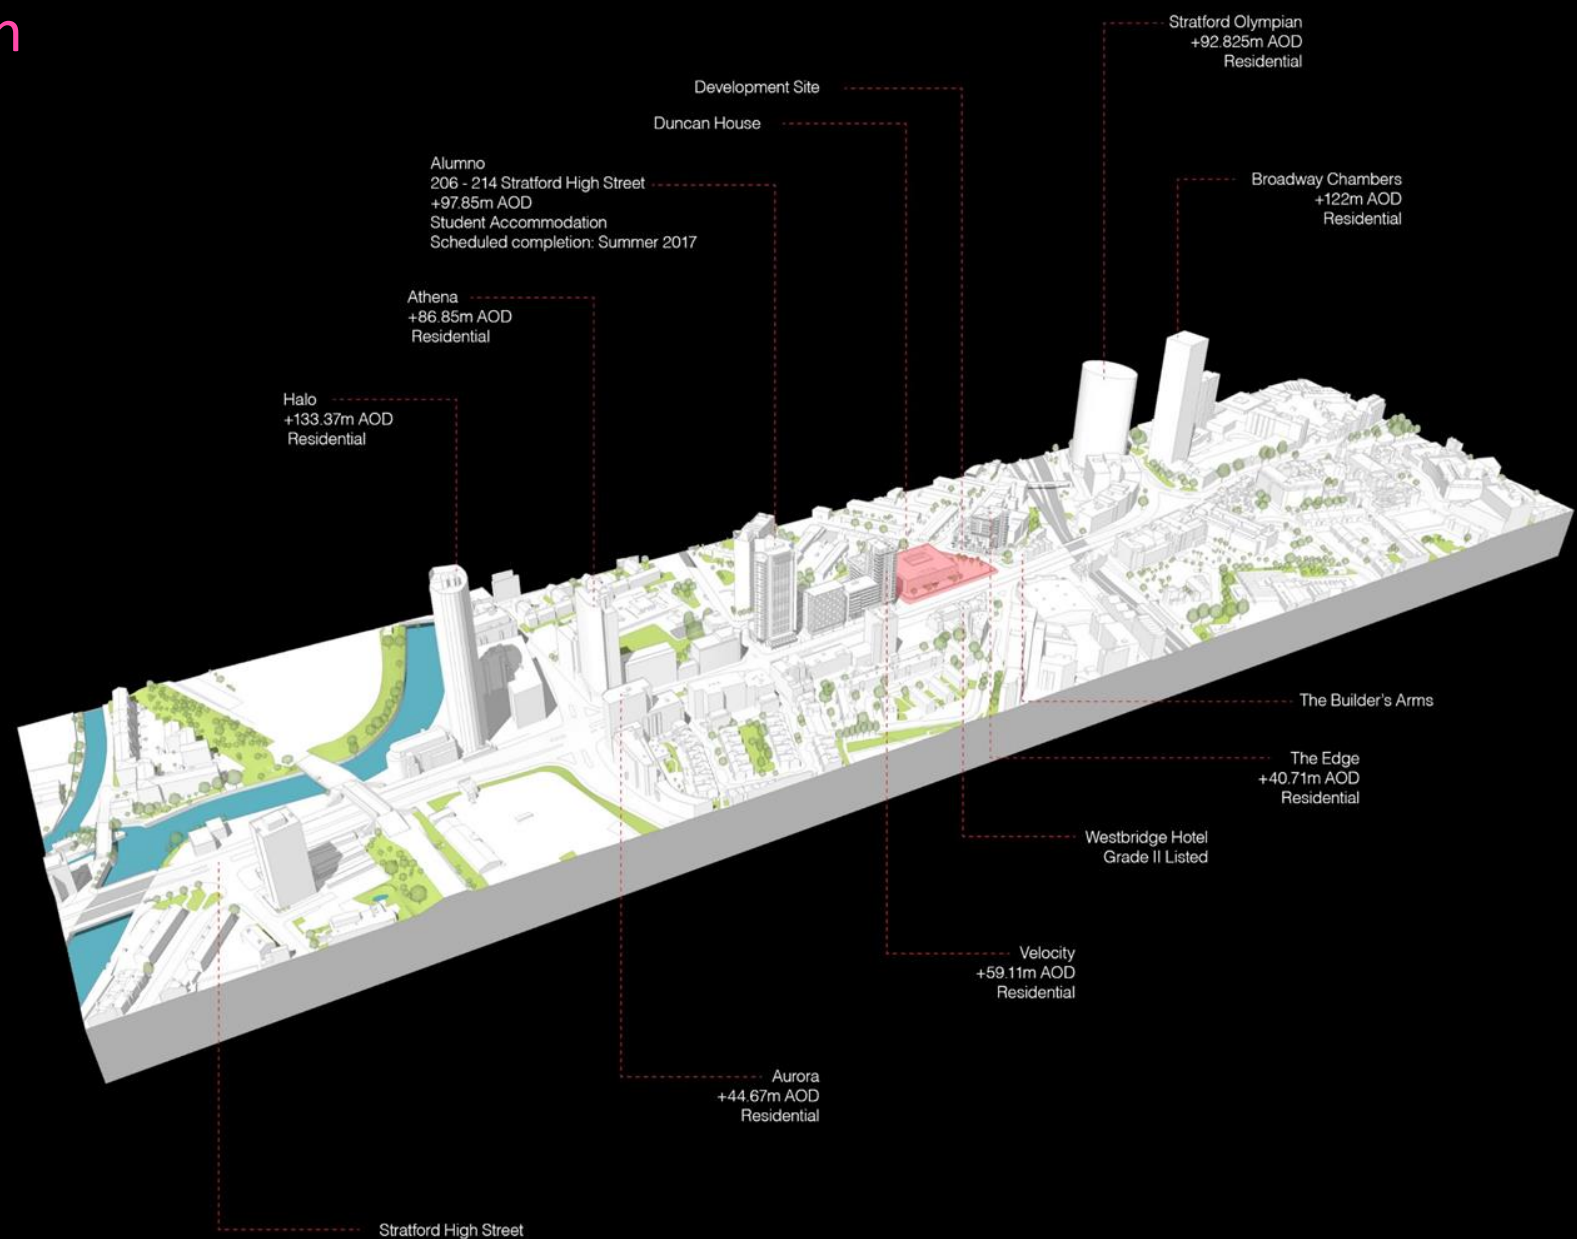 n
Stratford Olympian
+92.825m AOD
Residential
Development Site
Duncan House
Alumno
206 - 214 Stratford High Street
+97.85m AOD
Student Accommodation
Scheduled completion: Summer 2017
Broadway Chambers
+122m AOD
Residential
Athena
+86.85m AOD
Residential
Halo
+133.37m AOD
Residential
The Builder's Arms
The Edge
+40.71m AOD
Residential
Westbridge Hotel
Grade II Listed
Velocity
+59.11m AOD
Residential
Aurora
+44.67m AOD
Residential
Stratford High Street